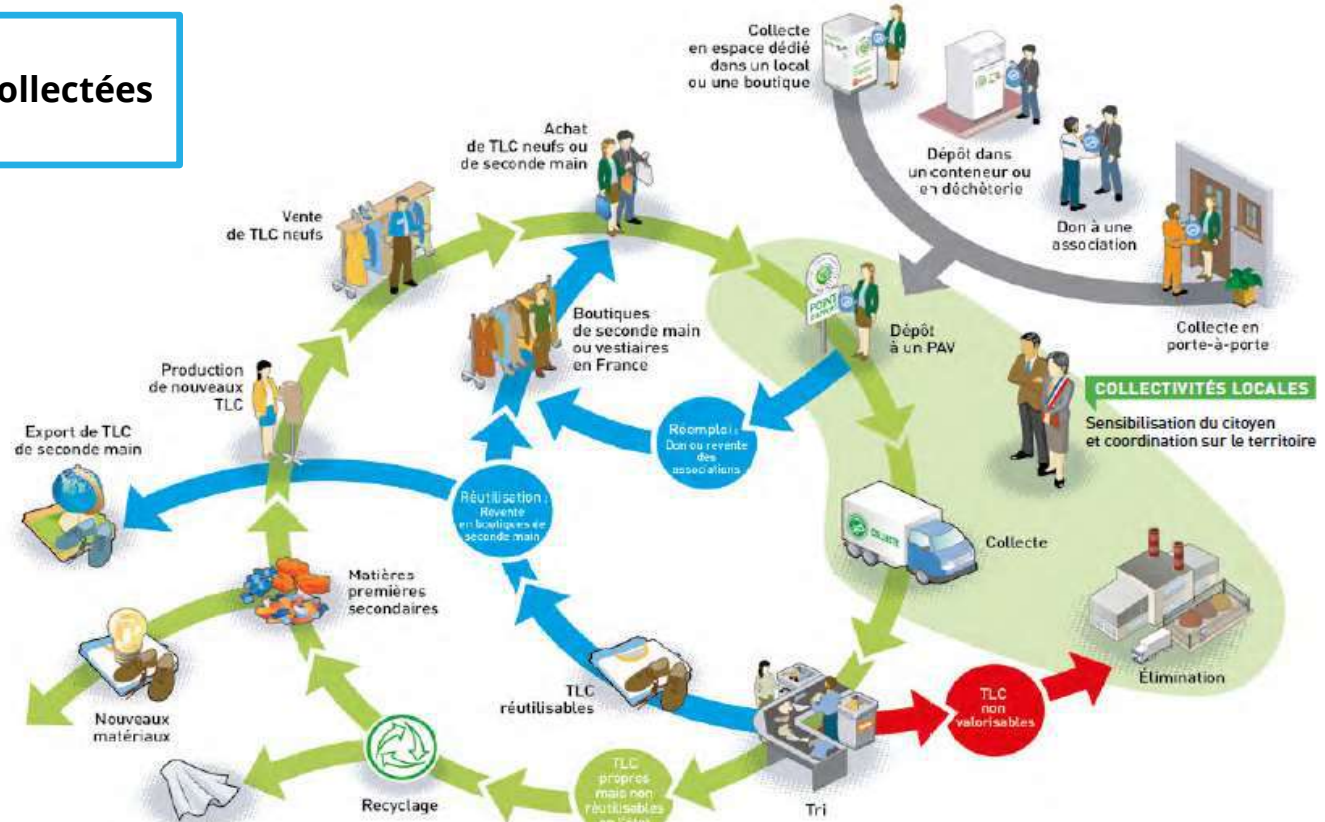 ollectées
Collecte
en espace dédié
dans un local
ou une boutique
Dépôt dans
un conteneur ou
en déchèterie
Don à une
association
Collecte en
porte-à-porte
Achat
de TLC neufs ou
de seconde main
Vente
de TLC neufs
Boutiques
de seconde main
ou vestiaires
en France
POINT
Dépôt
à un PAV
COLLECTIVITÉS LOCALES
Sensibilisation du citoyen
et coordination sur le territoire
Production
de nouveaux
TLC
Réemploi :
Don ou revente
des
associations
Export de TLC
de seconde main
Réutilisation :
Revente
en boutiques de
seconde main
COLLECTE
Collecte
Matières
premières
secondaires
Élimination
TLC
réutilisables
TLC
non
valorisables
Nouveaux
matériaux
Recyclage
TLC
propres
mais non
réutilisables
Tri